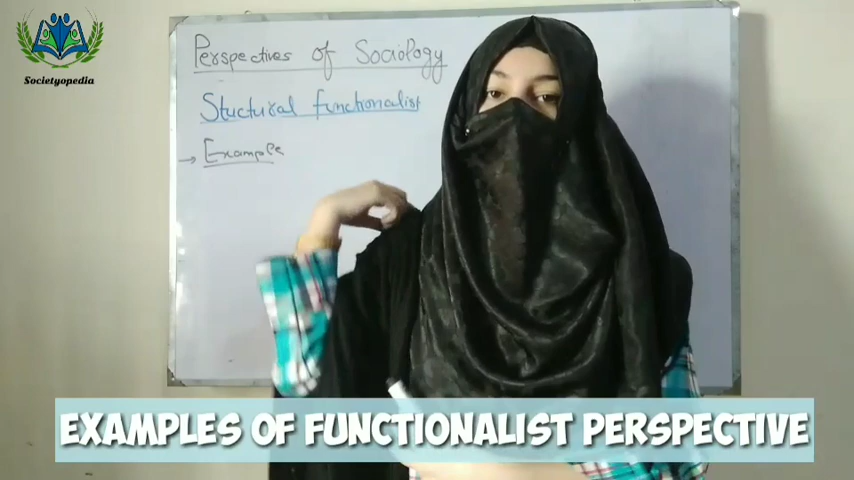 Societyopedia
Perspectives of Sociology
Stuctural functionalist
→ Example
EXAMPLES OF FUNCTIONALIST PERSPECTIVE